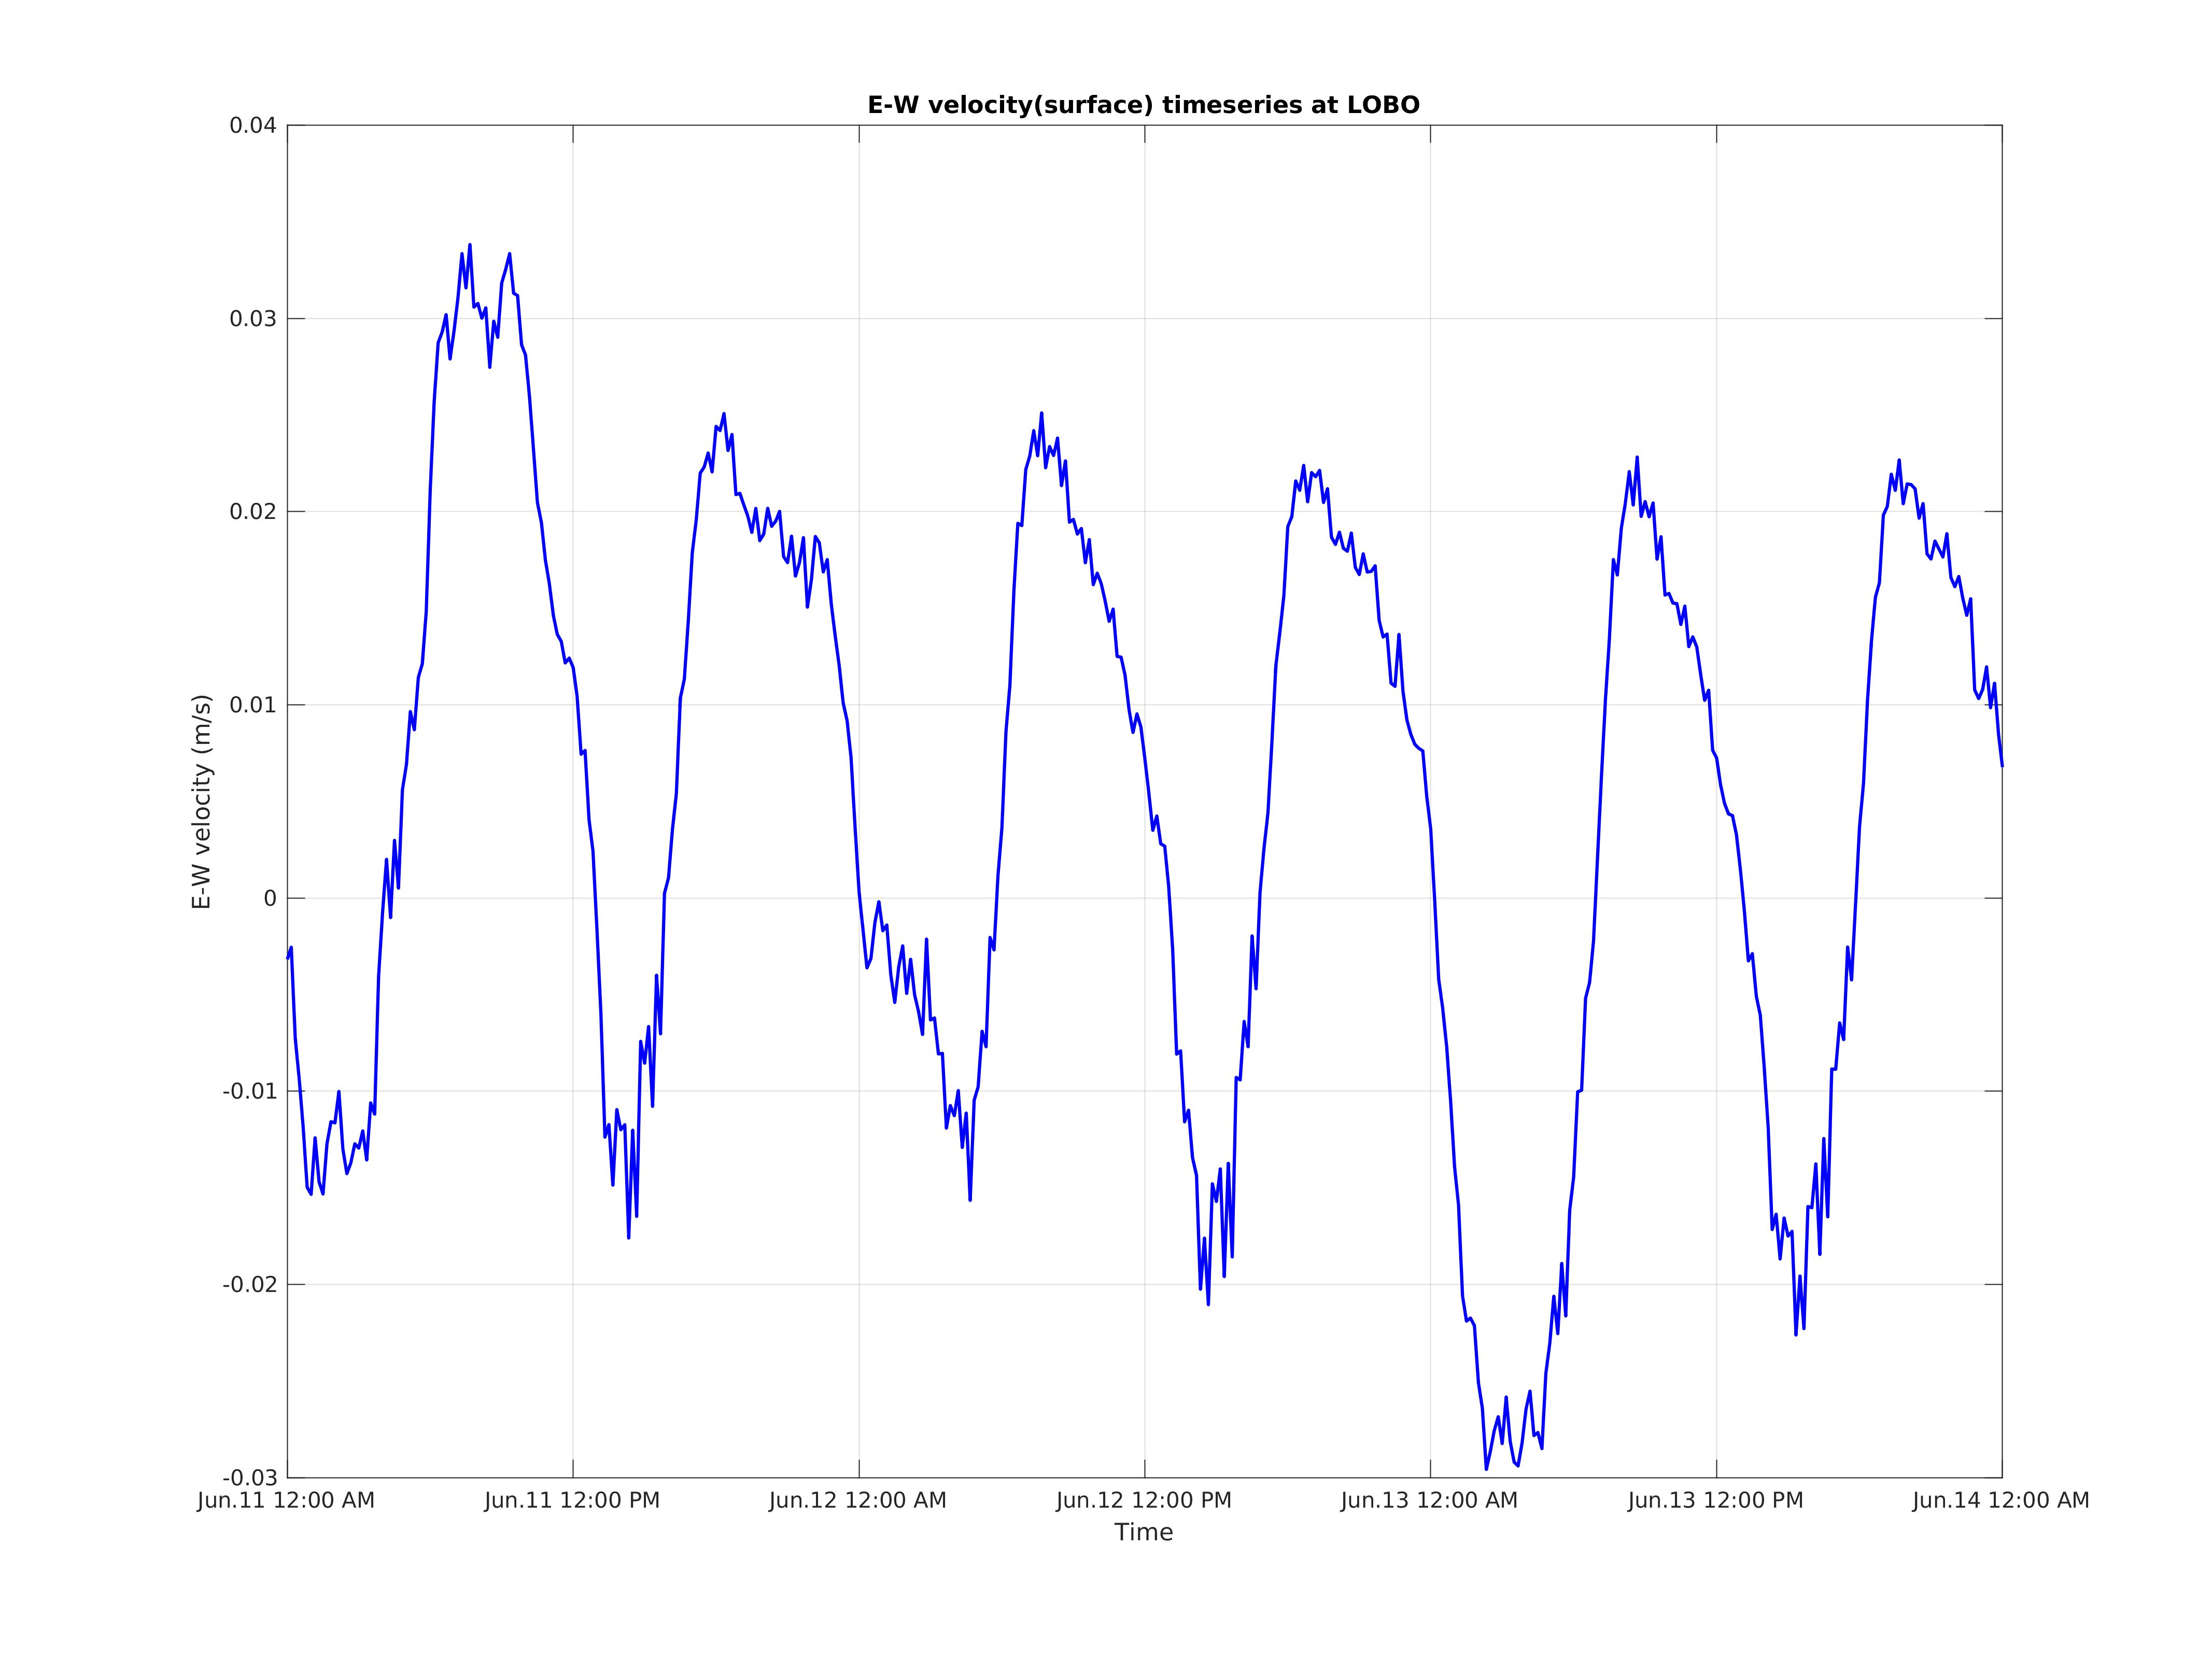 E-W velocity(surface) timeseries at LOBO
0.04
0.03
0.02
0.01
0
-0.01
-0.02
-0.03
E-W velocity (m/s)
Jun.11 12:00 AM Jun.11 12:00 PM Jun.12 12:00 AM Jun.12 12:00 PM Jun.13 12:00 AM Jun.13 12:00 PM Jun.14 12:00 AM
Time